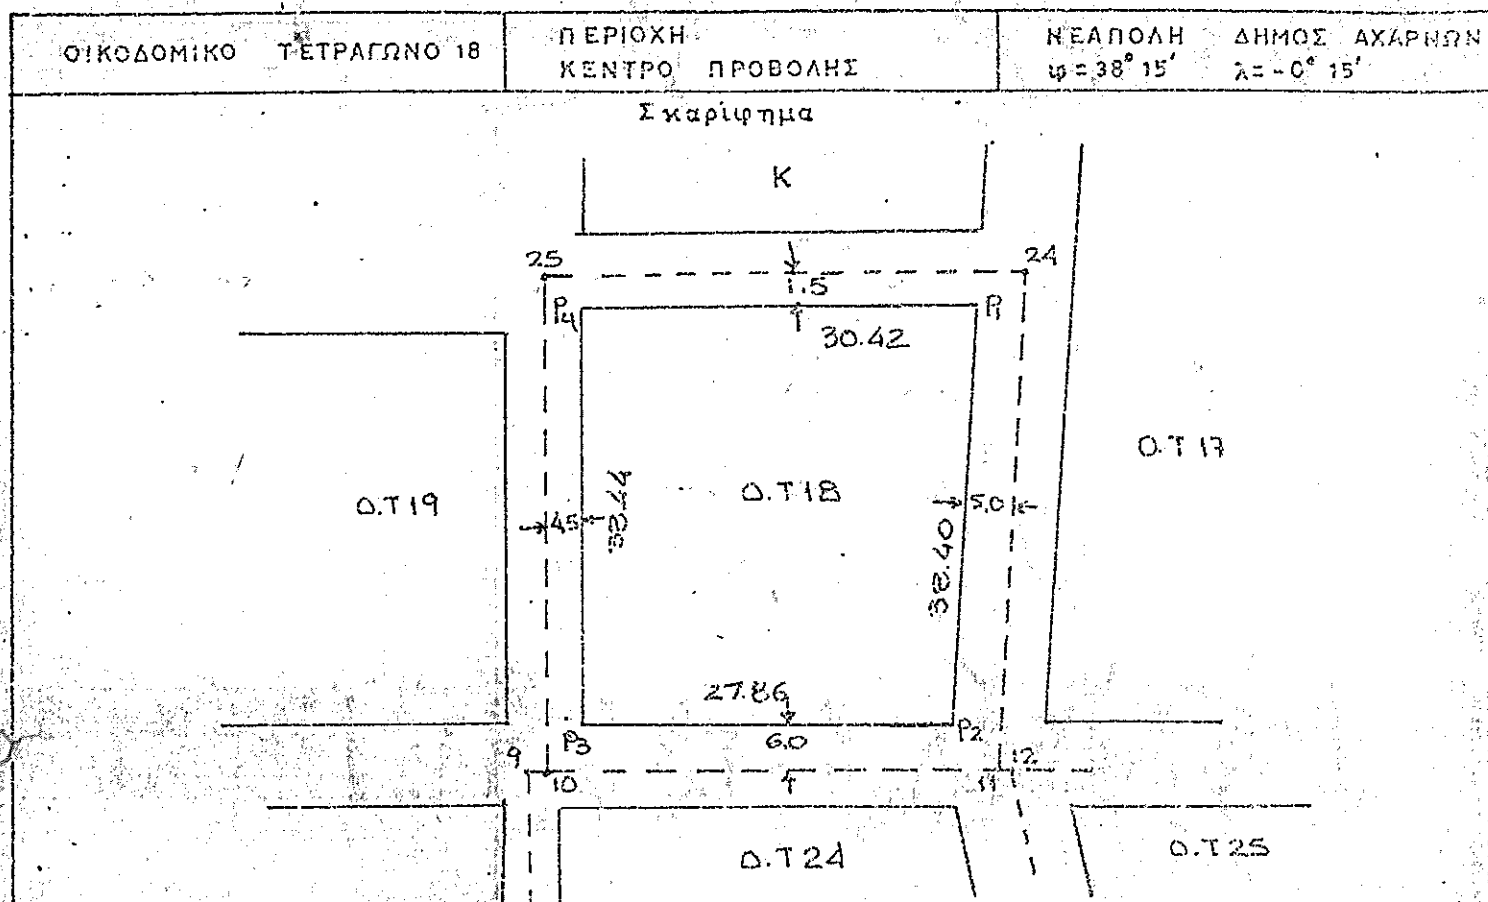 ΟΙΚΟΔΟΜΙΚΟ ΤΕΤΡΑΓΩΝΟ 18
ΠΕΡΙΟΧΗ
ΚΕΝΤΡΟ ΠΡΟΒΟΛΗΣ
ΝΕΑΠΟΛΗ ΔΗΜΟΣ ΑΧΑΡΝΩΝ
φ = 38° 15' λ = -0° 15'
Σκαρίφημα
Κ
25
24
1.5
P4
P1
30.42
Ο.Τ 17
Ο.Τ 19
Ο.Τ 18
4.5
38.44
5.0
38.40
27.86
P3
6.0
P2
9
10
11
12
Ο.Τ 24
Ο.Τ 25